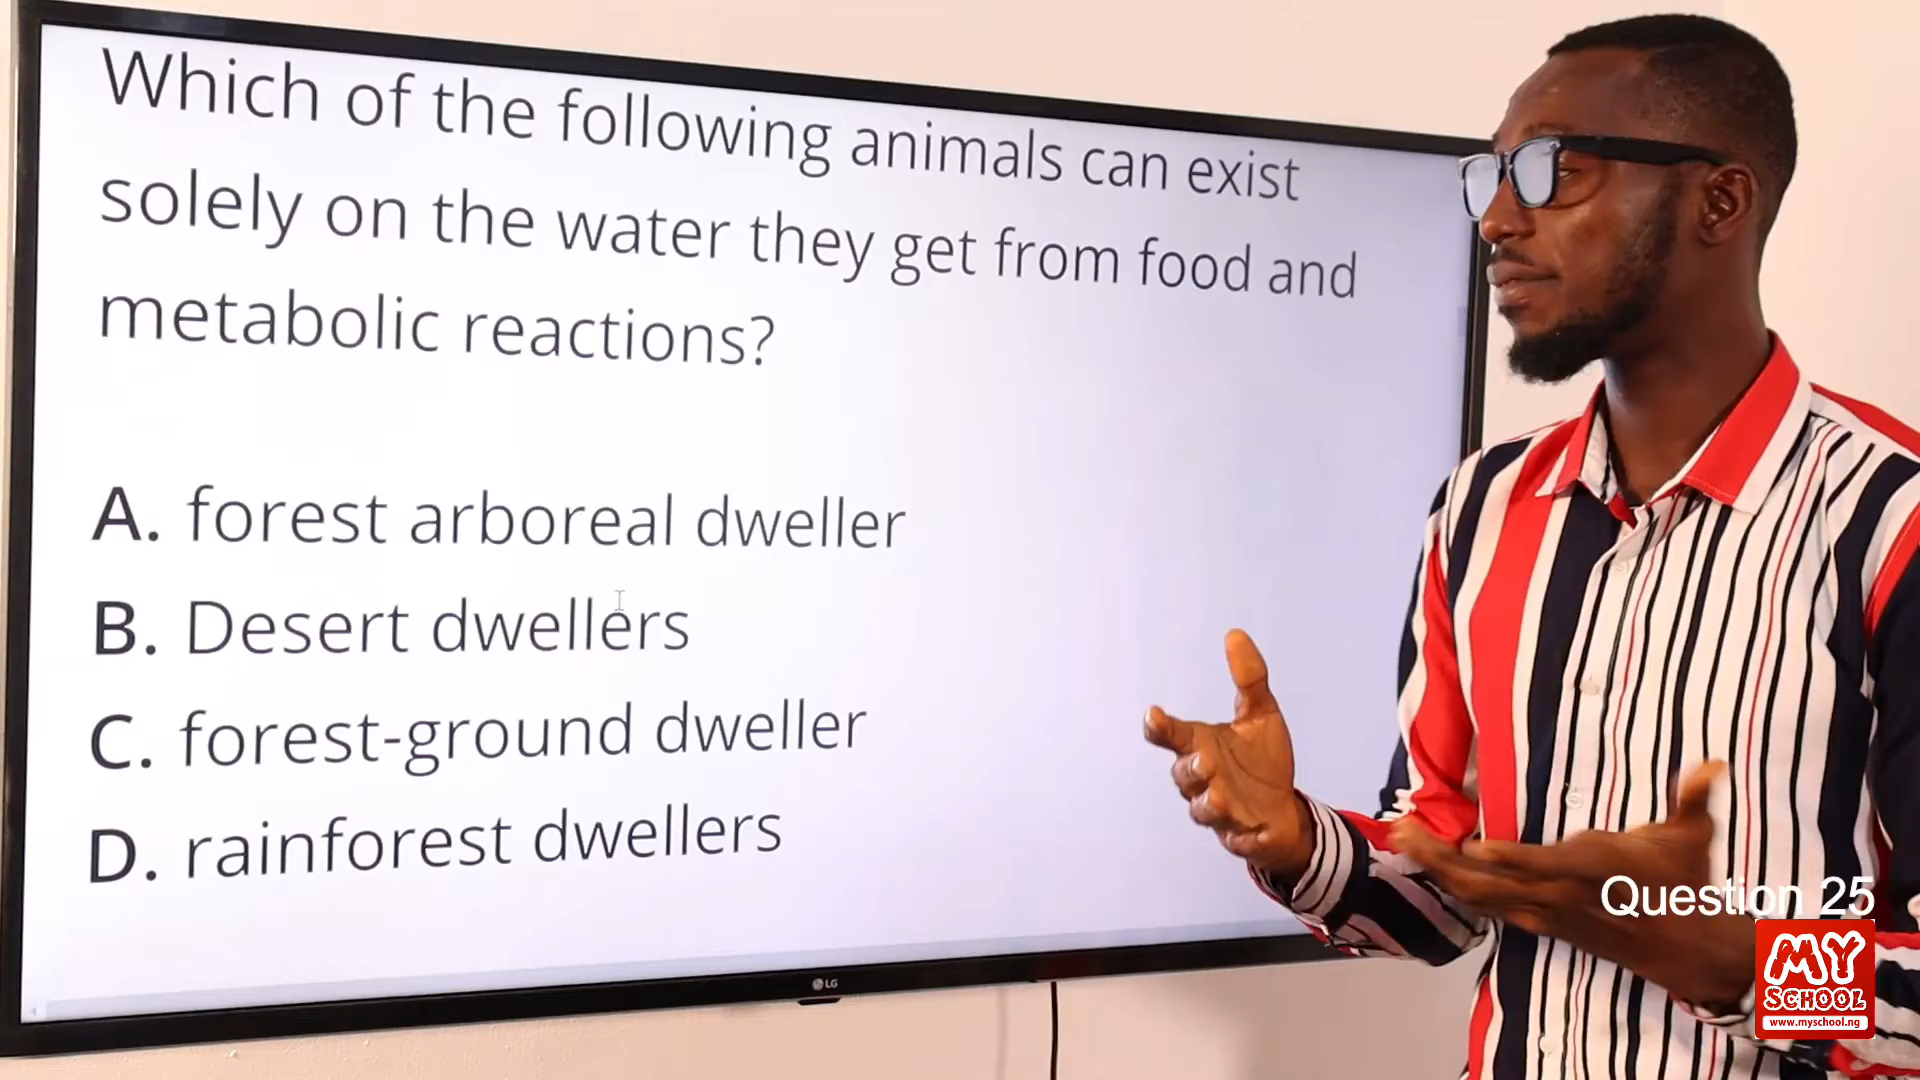 Which of the following animals can exist
solely on the water they get from food and
metabolic reactions?
A. forest arboreal dweller
B. Desert dwellers
C. forest-ground dweller
D. rainforest dwellers
LG
Question 25
MY
SCHOOL
www.myschool.ng